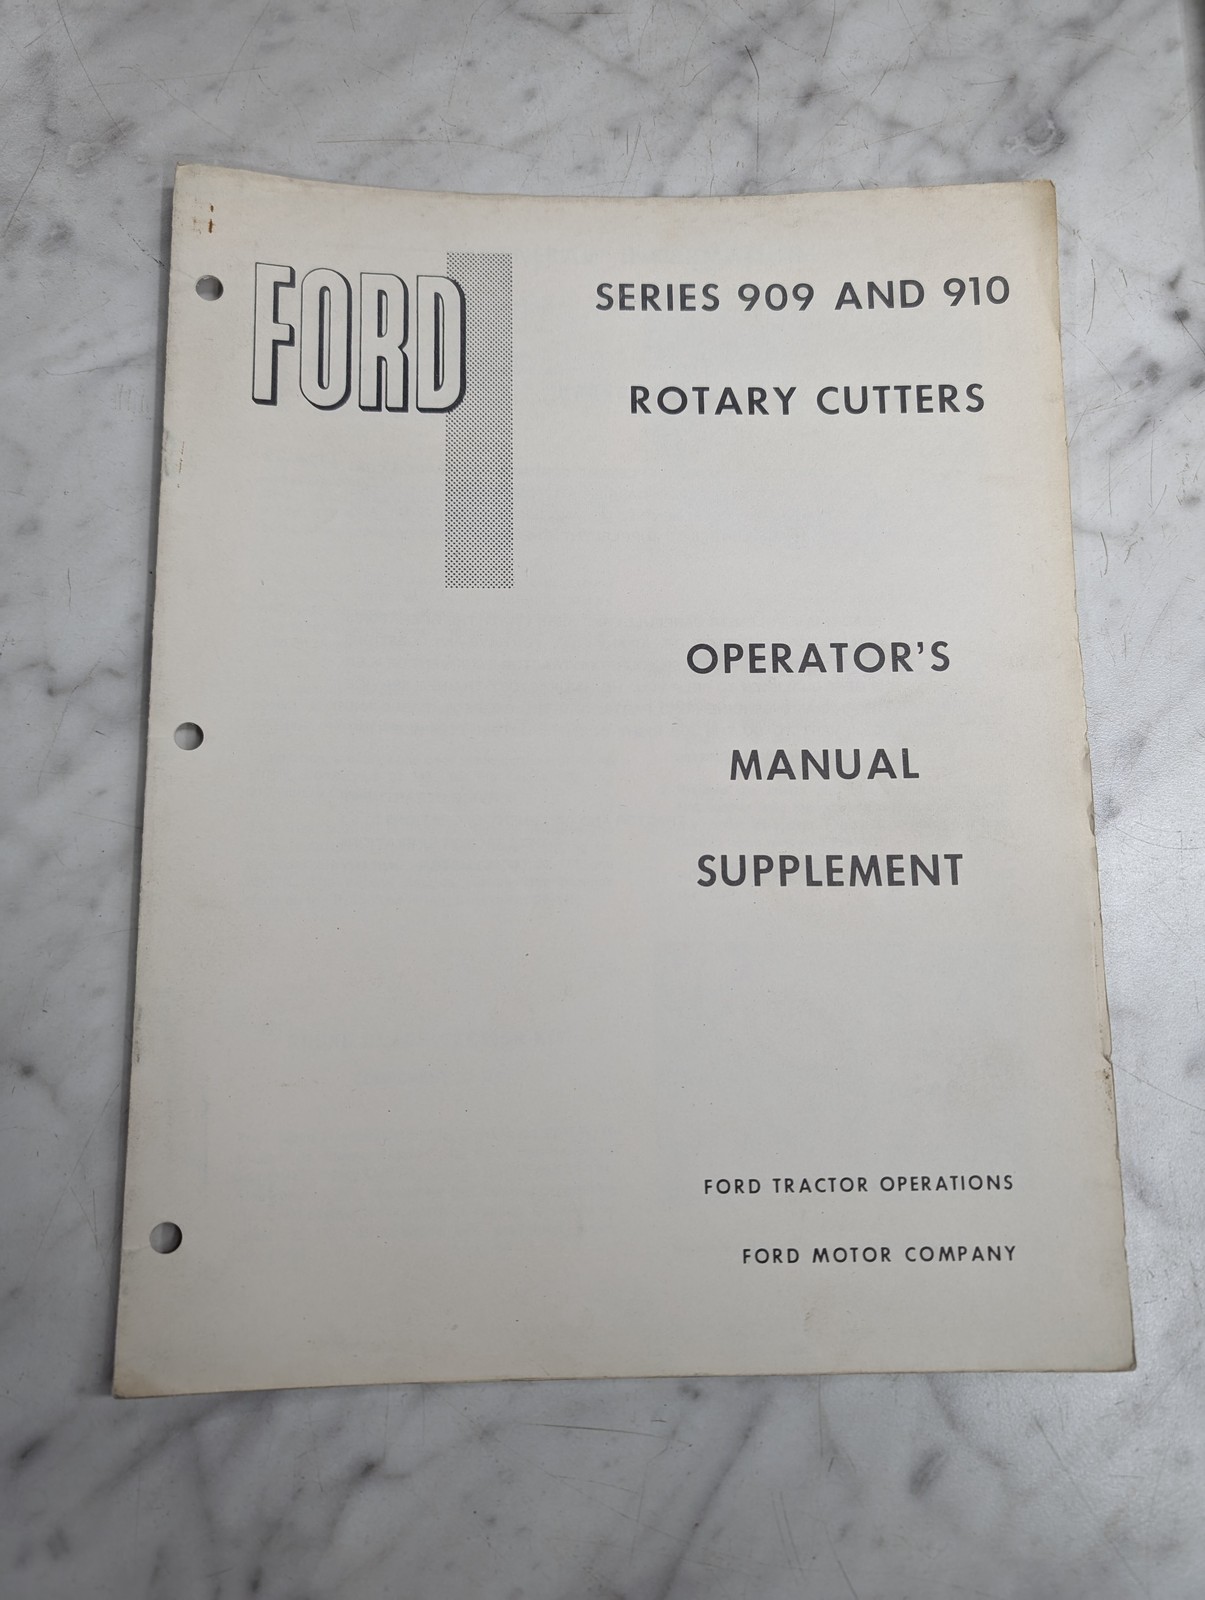 FORD
SERIES 909 AND 910
ROTARY CUTTERS
OPERATOR'S
MANUAL
SUPPLEMENT
FORD TRACTOR OPERATIONS
FORD MOTOR COMPANY